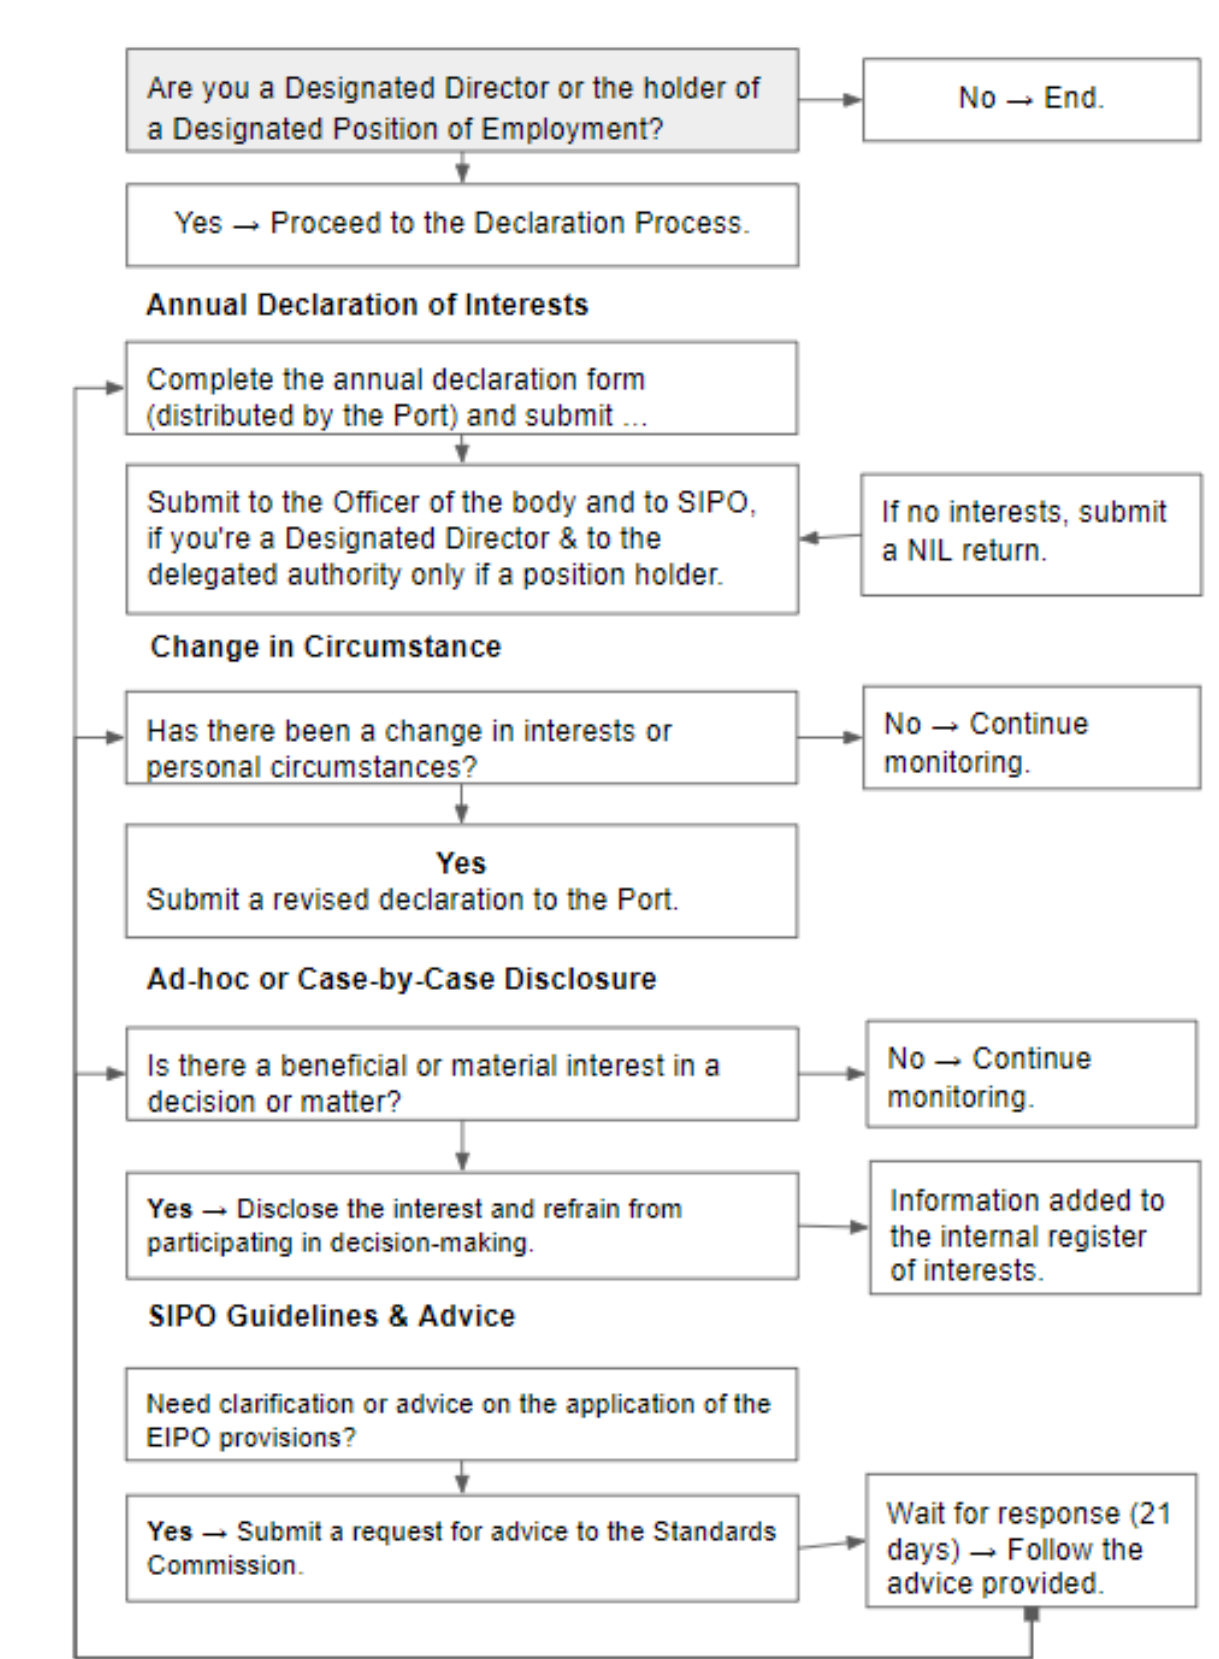 Are you a Designated Director or the holder of
a Designated Position of Employment?
No → End.
Yes → Proceed to the Declaration Process.
Annual Declaration of Interests
Complete the annual declaration form
(distributed by the Port) and submit ...
Submit to the Officer of the body and to SIPO,
if you're a Designated Director & to the
delegated authority only if a position holder.
If no interests, submit
a NIL return.
Change in Circumstance
Has there been a change in interests or
personal circumstances?
No → Continue
monitoring.
Yes
Submit a revised declaration to the Port.
Ad-hoc or Case-by-Case Disclosure
Is there a beneficial or material interest in a
decision or matter?
No → Continue
monitoring.
Yes → Disclose the interest and refrain from
participating in decision-making.
Information added to
the internal register
of interests.
SIPO Guidelines & Advice
Need clarification or advice on the application of the
EIPO provisions?
Yes → Submit a request for advice to the Standards
Commission.
Wait for response (21
days) → Follow the
advice provided.